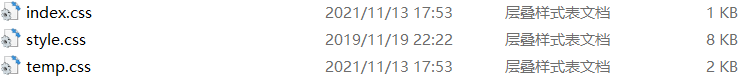 index.css 2021/11/13 17:53 层叠样式表文档 1 KB
style.css 2019/11/19 22:22 层叠样式表文档 8 KB
temp.css 2021/11/13 17:53 层叠样式表文档 2 KB